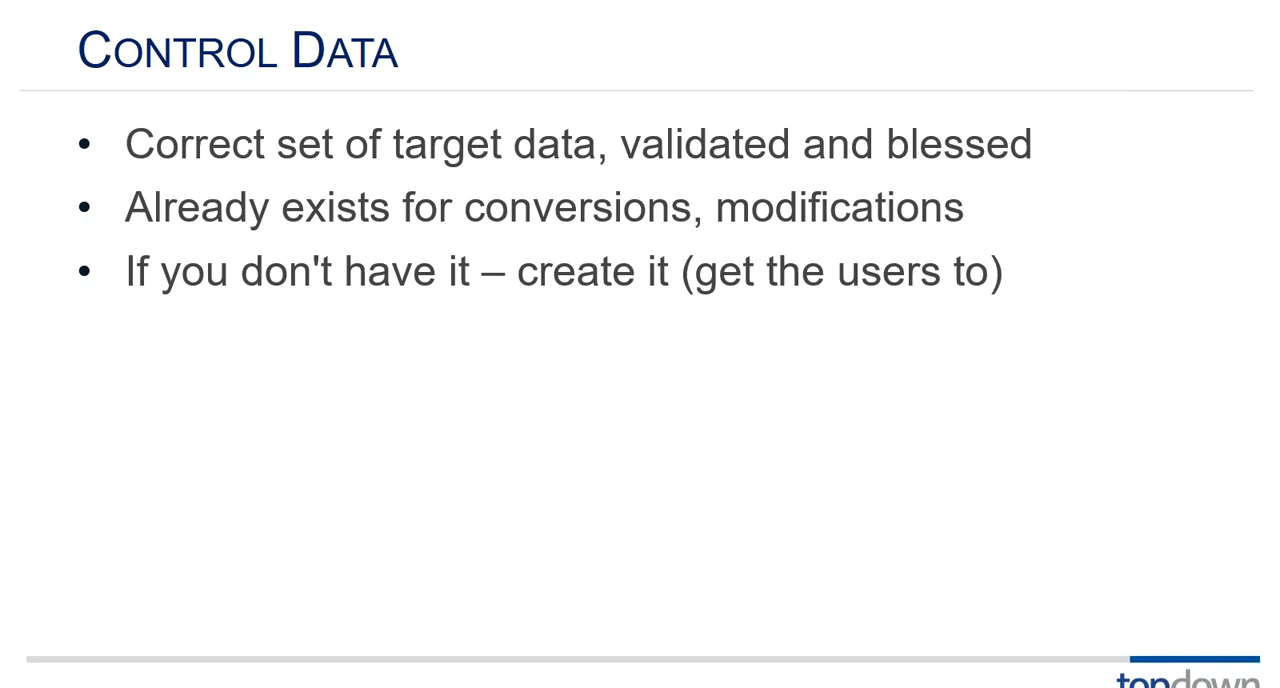 CONTROL DATA
• Correct set of target data, validated and blessed
• Already exists for conversions, modifications
• If you don't have it – create it (get the users to)
topdown